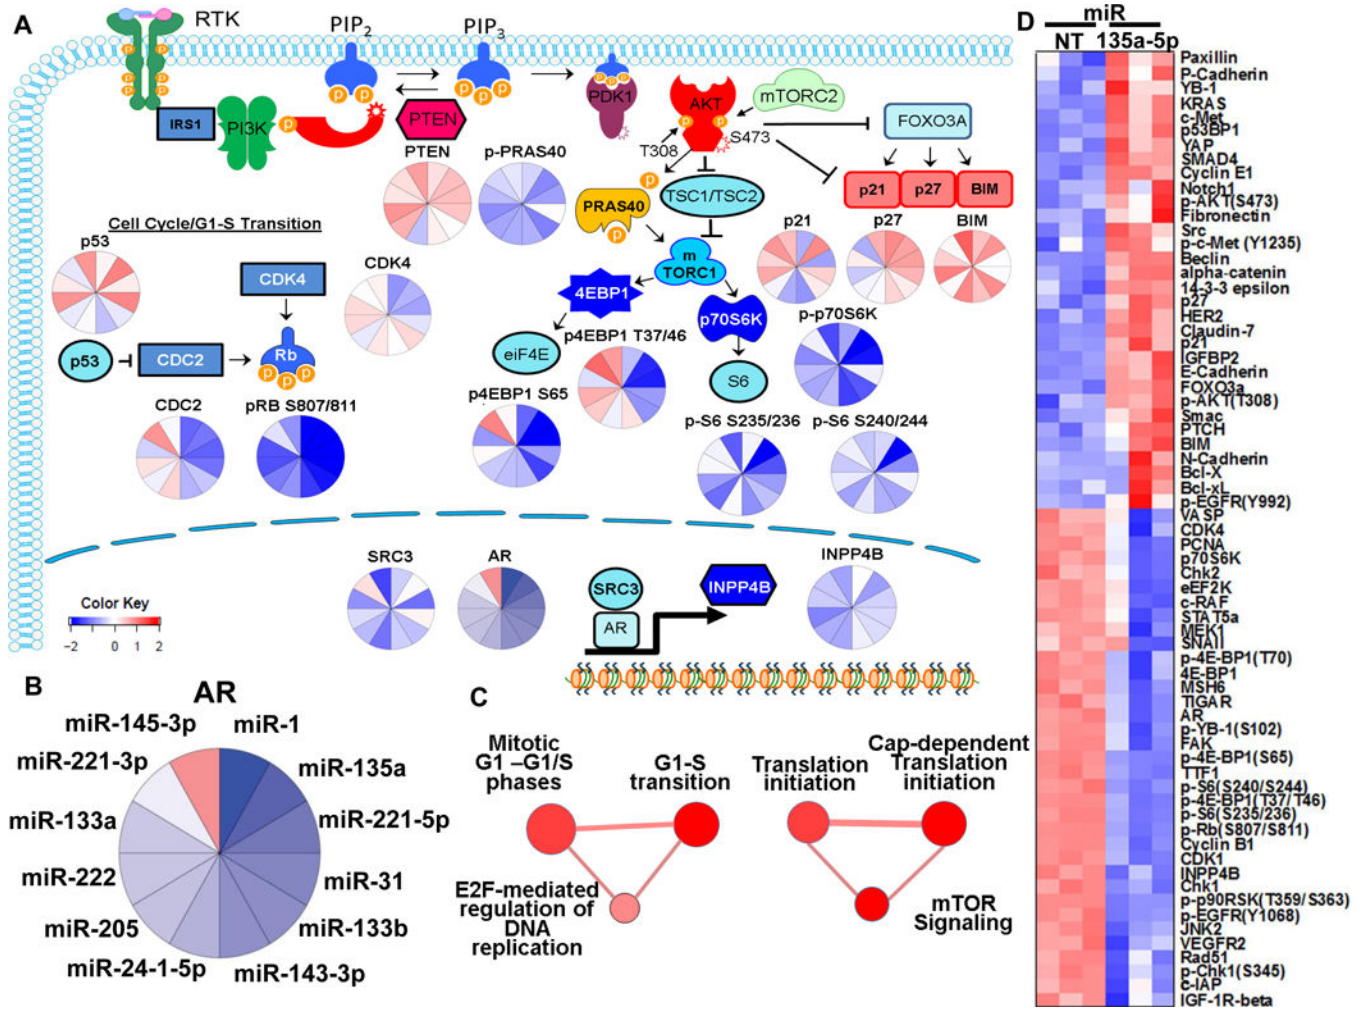 A
RTK
PIP2
PIP3
IRS1
PI3K
P
PTEN
PDK1
AKT
mTORC2
T308
S473
FOXO3A
p21
p27
BIM
PTEN
p-PRAS40
PRAS40
TSC1/TSC2
m
TORC1
p21
p27
BIM
Cell Cycle/G1-S Transition
p53
CDK4
CDK4
p53
CDC2
Rb
P P P
CDC2
pRB S807/811
4EBP1
eiF4E
p4EBP1 T37/46
p4EBP1 S65
p70S6K
S6
p-p70S6K
p-S6 S235/236
p-S6 S240/244
SRC3
AR
SRC3
AR
INPP4B
INPP4B
Color Key
−2 0 1 2
B
AR
miR-145-3p
miR-1
miR-221-3p
miR-135a
miR-133a
miR-221-5p
miR-222
miR-31
miR-205
miR-133b
miR-24-1-5p
miR-143-3p
C
Mitotic
G1 –G1/S
phases
G1-S
transition
E2F-mediated
regulation of
DNA
replication
Translation
initiation
Cap-dependent
Translation
initiation
mTOR
Signaling
D
miR
NT 135a-5p
Paxillin
P-Cadherin
YB-1
KRAS
c-Met
p53BP1
YAP
SMAD4
Cyclin E1
Notch1
p-AKT(S473)
Fibronectin
Src
p-c-Met (Y1235)
Beclin
alpha-catenin
14-3-3 epsilon
p27
HER2
Claudin-7
p21
IGFBP2
E-Cadherin
FOXO3a
p-AKT(T308)
Smac
PTCH
BIM
N-Cadherin
Bcl-X
Bcl-xL
p-EGFR(Y992)
VASP
CDK4
PCNA
p70S6K
Chk2
eEF2K
c-RAF
STAT5a
MEK1
SNAIl
p-4E-BP1(T70)
4E-BP1
MSH6
TIGAR
AR
p-YB-1(S102)
FAK
p-4E-BP1(S65)
TTF1
p-S6(S240/S244)
p-4E-BP1(T37/ T46)
p-S6(S235/236)
p-Rb(S807/S811)
Cyclin B1
CDK1
INPP4B
Chk1
p-p90RSK(T359/S363)
p-EGFR(Y1068)
JNK2
VEGFR2
Rad51
p-Chk1(S345)
c-IAP
IGF-1R-beta